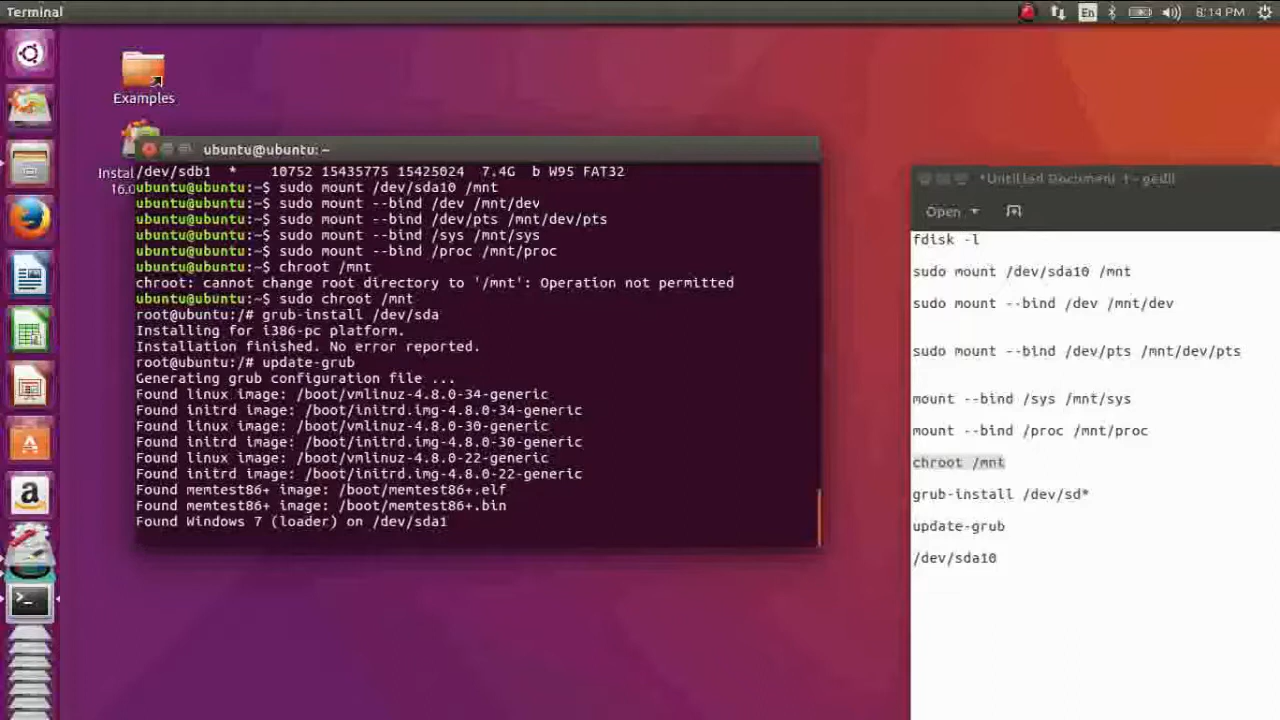 Terminal
En
8:14 PM
Examples
Instal
16.0
ubuntu@ubuntu: ~
/dev/sdb1 * 10752 15435775 15425024 7.4G b W95 FAT32
ubuntu@ubuntu:~$ sudo mount /dev/sda10 /mnt
ubuntu@ubuntu:~$ sudo mount --bind /dev /mnt/dev
ubuntu@ubuntu:~$ sudo mount --bind /dev/pts /mnt/dev/pts
ubuntu@ubuntu:~$ sudo mount --bind /sys /mnt/sys
ubuntu@ubuntu:~$ sudo mount --bind /proc /mnt/proc
ubuntu@ubuntu:~$ chroot /mnt
chroot: cannot change root directory to '/mnt': Operation not permitted
ubuntu@ubuntu:~$ sudo chroot /mnt
root@ubuntu:/# grub-install /dev/sda
Installing for i386-pc platform.
Installation finished. No error reported.
root@ubuntu:/# update-grub
Generating grub configuration file ...
Found linux image: /boot/vmlinuz-4.8.0-34-generic
Found initrd image: /boot/initrd.img-4.8.0-34-generic
Found linux image: /boot/vmlinuz-4.8.0-30-generic
Found initrd image: /boot/initrd.img-4.8.0-30-generic
Found linux image: /boot/vmlinuz-4.8.0-22-generic
Found initrd image: /boot/initrd.img-4.8.0-22-generic
Found memtest86+ image: /boot/memtest86+.elf
Found memtest86+ image: /boot/memtest86+.bin
Found Windows 7 (loader) on /dev/sda1
*Untitled Document 1 - gedit
Open
fdisk -l
sudo mount /dev/sda10 /mnt
sudo mount --bind /dev /mnt/dev
sudo mount --bind /dev/pts /mnt/dev/pts
mount --bind /sys /mnt/sys
mount --bind /proc /mnt/proc
chroot /mnt
grub-install /dev/sd*
update-grub
/dev/sda10